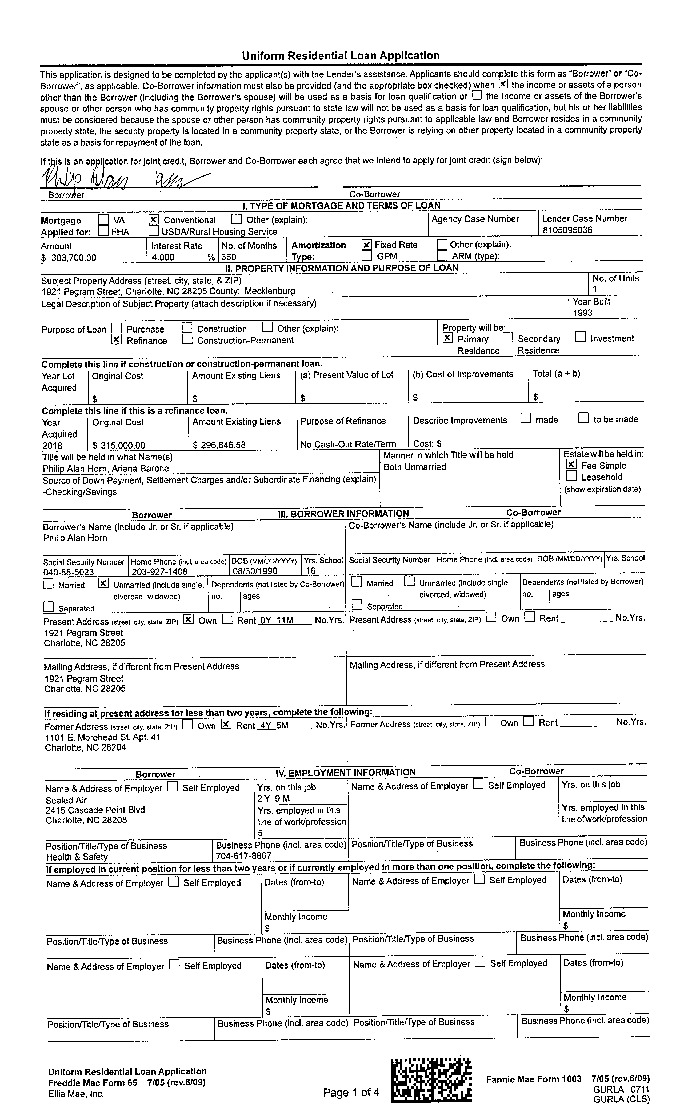 Uniform Residential Loan Application
This application is designed to be completed by the applicant(s) with the Lender's assistance. Applicants should complete this form as "Borrower" or "Co-
Borrower", as applicable. Co-Borrower information must also be provided (and the appropriate box checked) when the income or assets of a person
other than the Borrower (including the Borrower's spouse) will be used as a basis for loan qualification or the income or assets of the Borrower's
spouse or other person who has community property rights pursuant to state law will not be used as a basis for loan qualification, but his or her liabilities
must be considered because the spouse or other person has community property rights pursuant to applicable law and Borrower resides in a community
property state, the security property is located in a community property state, or the Borrower is relying on other property located in a community property
state as a basis for repayment of the loan.
If this is an application for joint credit, Borrower and Co-Borrower each agree that we intend to apply for joint credit (sign below):
Borrower Co-Borrower
I. TYPE OF MORTGAGE AND TERMS OF LOAN
Mortgage VA Conventional Other (explain): Agency Case Number Lender Case Number
Applied for: FHA USDA/Rural Housing Service 8105095036
Amount Interest Rate No. of Months Amortization Fixed Rate Other (explain):
$ 303,700.00 4.000 % 360 Type: GPM ARM (type):
II. PROPERTY INFORMATION AND PURPOSE OF LOAN
Subject Property Address (street, city, state, & ZIP) No. of Units
1921 Pegram Street, Charlotte, NC 28205 County: Mecklenburg 1
Legal Description of Subject Property (attach description if necessary) Year Built
1993
Purpose of Loan Purchase Construction Other (explain): Property will be:
Refinance Construction-Permanent Primary Residence Secondary Residence Investment
Complete this line if construction or construction-permanent loan.
Year Lot Acquired Original Cost Amount Existing Liens (a) Present Value of Lot (b) Cost of Improvements Total (a + b)
$ $ $ $ $
Complete this line if this is a refinance loan.
Year Acquired Original Cost Amount Existing Liens Purpose of Refinance Describe Improvements made to be made
2018 $ 315,000.00 $ 296,646.58 No Cash-Out Rate/Term Cost: $
Title will be held in what Name(s) Manner in which Title will be held Estate will be held in:
Philip Alan Horn, Ariana Barone Both Unmarried Fee Simple
Source of Down Payment, Settlement Charges and/or Subordinate Financing (explain) Leasehold
-Checking/Savings (show expiration date)
Borrower III. BORROWER INFORMATION Co-Borrower
Borrower's Name (include Jr. or Sr. if applicable) Co-Borrower's Name (include Jr. or Sr. if applicable)
Philip Alan Horn
Social Security Number Home Phone (incl. area code) DOB (MM/DD/YYYY) Yrs. School Social Security Number Home Phone (incl. area code) DOB (MM/DD/YYYY) Yrs. School
203-927-1408 08/30/1990 16
Married Unmarried (include single, divorced, widowed) Dependents (not listed by Co-Borrower) Married Unmarried (include single divorced, widowed) Dependents (not listed by Borrower)
Separated no. ages Separated no. ages
Present Address (street, city, state, ZIP) Own Rent 0Y 11M No.Yrs. Present Address (street, city, state, ZIP) Own Rent No.Yrs.
1921 Pegram Street
Charlotte, NC 28205
Mailing Address, if different from Present Address Mailing Address, if different from Present Address
1921 Pegram Street
Charlotte, NC 28205
If residing at present address for less than two years, complete the following:
Former Address (street, city, state, ZIP) Own Rent 4Y 5M No.Yrs. Former Address (street, city, state, ZIP) Own Rent No.Yrs.
1101 E. Morehead St. Apt. 41
Charlotte, NC 28204
Borrower IV. EMPLOYMENT INFORMATION Co-Borrower
Name & Address of Employer Self Employed Yrs. on this job Name & Address of Employer Self Employed Yrs. on this job
Sealed Air 2Y 9M
2415 Cascade Point Blvd Yrs. employed in this line of work/profession Yrs. employed in this line of work/profession
Charlotte, NC 28208 5
Position/Title/Type of Business Business Phone (incl. area code) Position/Title/Type of Business Business Phone (incl. area code)
Health & Safety 704-617-8807
If employed in current position for less than two years or if currently employed in more than one position, complete the following:
Name & Address of Employer Self Employed Dates (from-to) Name & Address of Employer Self Employed Dates (from-to)
Monthly Income Monthly Income
$ $
Position/Title/Type of Business Business Phone (incl. area code) Position/Title/Type of Business Business Phone (incl. area code)
Name & Address of Employer Self Employed Dates (from-to) Name & Address of Employer Self Employed Dates (from-to)
Monthly Income Monthly Income
$ $
Position/Title/Type of Business Business Phone (incl. area code) Position/Title/Type of Business Business Phone (incl. area code)
Uniform Residential Loan Application
Freddie Mac Form 65 7/05 (rev.6/09) Fannie Mae Form 1003 7/05 (rev.6/09)
Ellie Mae, Inc. Page 1 of 4 GURLA 0711
GURLA (CLS)